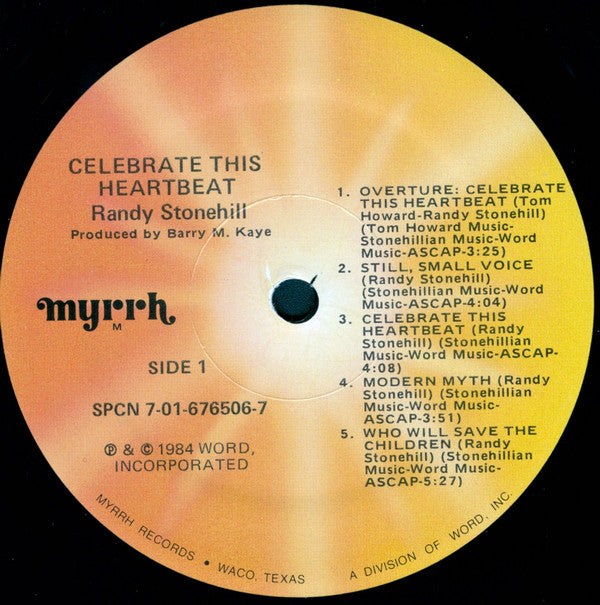 CELEBRATE THIS
HEARTBEAT
Randy Stonehill
Produced by Barry M. Kaye
myrrh
M
SIDE 1
SPCN 7-01-676506-7
℗ & © 1984 WORD,
INCORPORATED
1. OVERTURE: CELEBRATE
THIS HEARTBEAT (Tom
Howard-Randy Stonehill)
(Tom Howard Music-
Stonehillian Music-Word
Music-ASCAP-3:25)
2. STILL, SMALL VOICE
(Randy Stonehill)
(Stonehillian Music-Word
Music-ASCAP-4:04)
3. CELEBRATE THIS
HEARTBEAT (Randy
Stonehill) (Stonehillian
Music-Word Music-ASCAP-
4:08)
4. MODERN MYTH (Randy
Stonehill) (Stonehillian
Music-Word Music-
ASCAP-3:51)
5. WHO WILL SAVE THE
CHILDREN (Randy
Stonehill) (Stonehillian
Music-Word Music-
ASCAP-5:27)
MYRRH RECORDS • WACO, TEXAS A DIVISION OF WORD, INC.